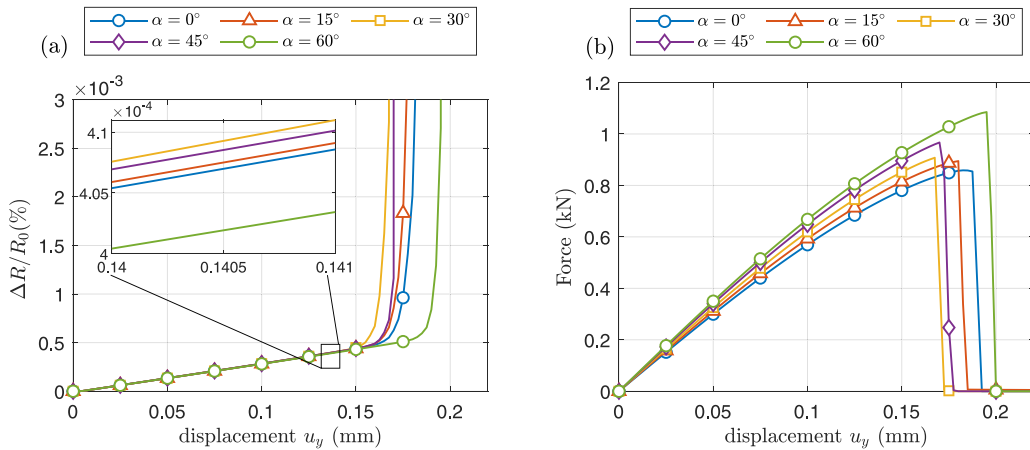 α = 0° α = 15° α = 30°
α = 45° α = 60°
(a)
×10⁻³
3
2.5
2
1.5
1
0.5
0
ΔR/R₀(%)
×10⁻⁴
4.1
4.05
4
0.14 0.1405 0.141
0 0.05 0.1 0.15 0.2
displacement u_y (mm)
α = 0° α = 15° α = 30°
α = 45° α = 60°
(b)
1.2
1
0.8
0.6
0.4
0.2
0
Force (kN)
0 0.05 0.1 0.15 0.2
displacement u_y (mm)